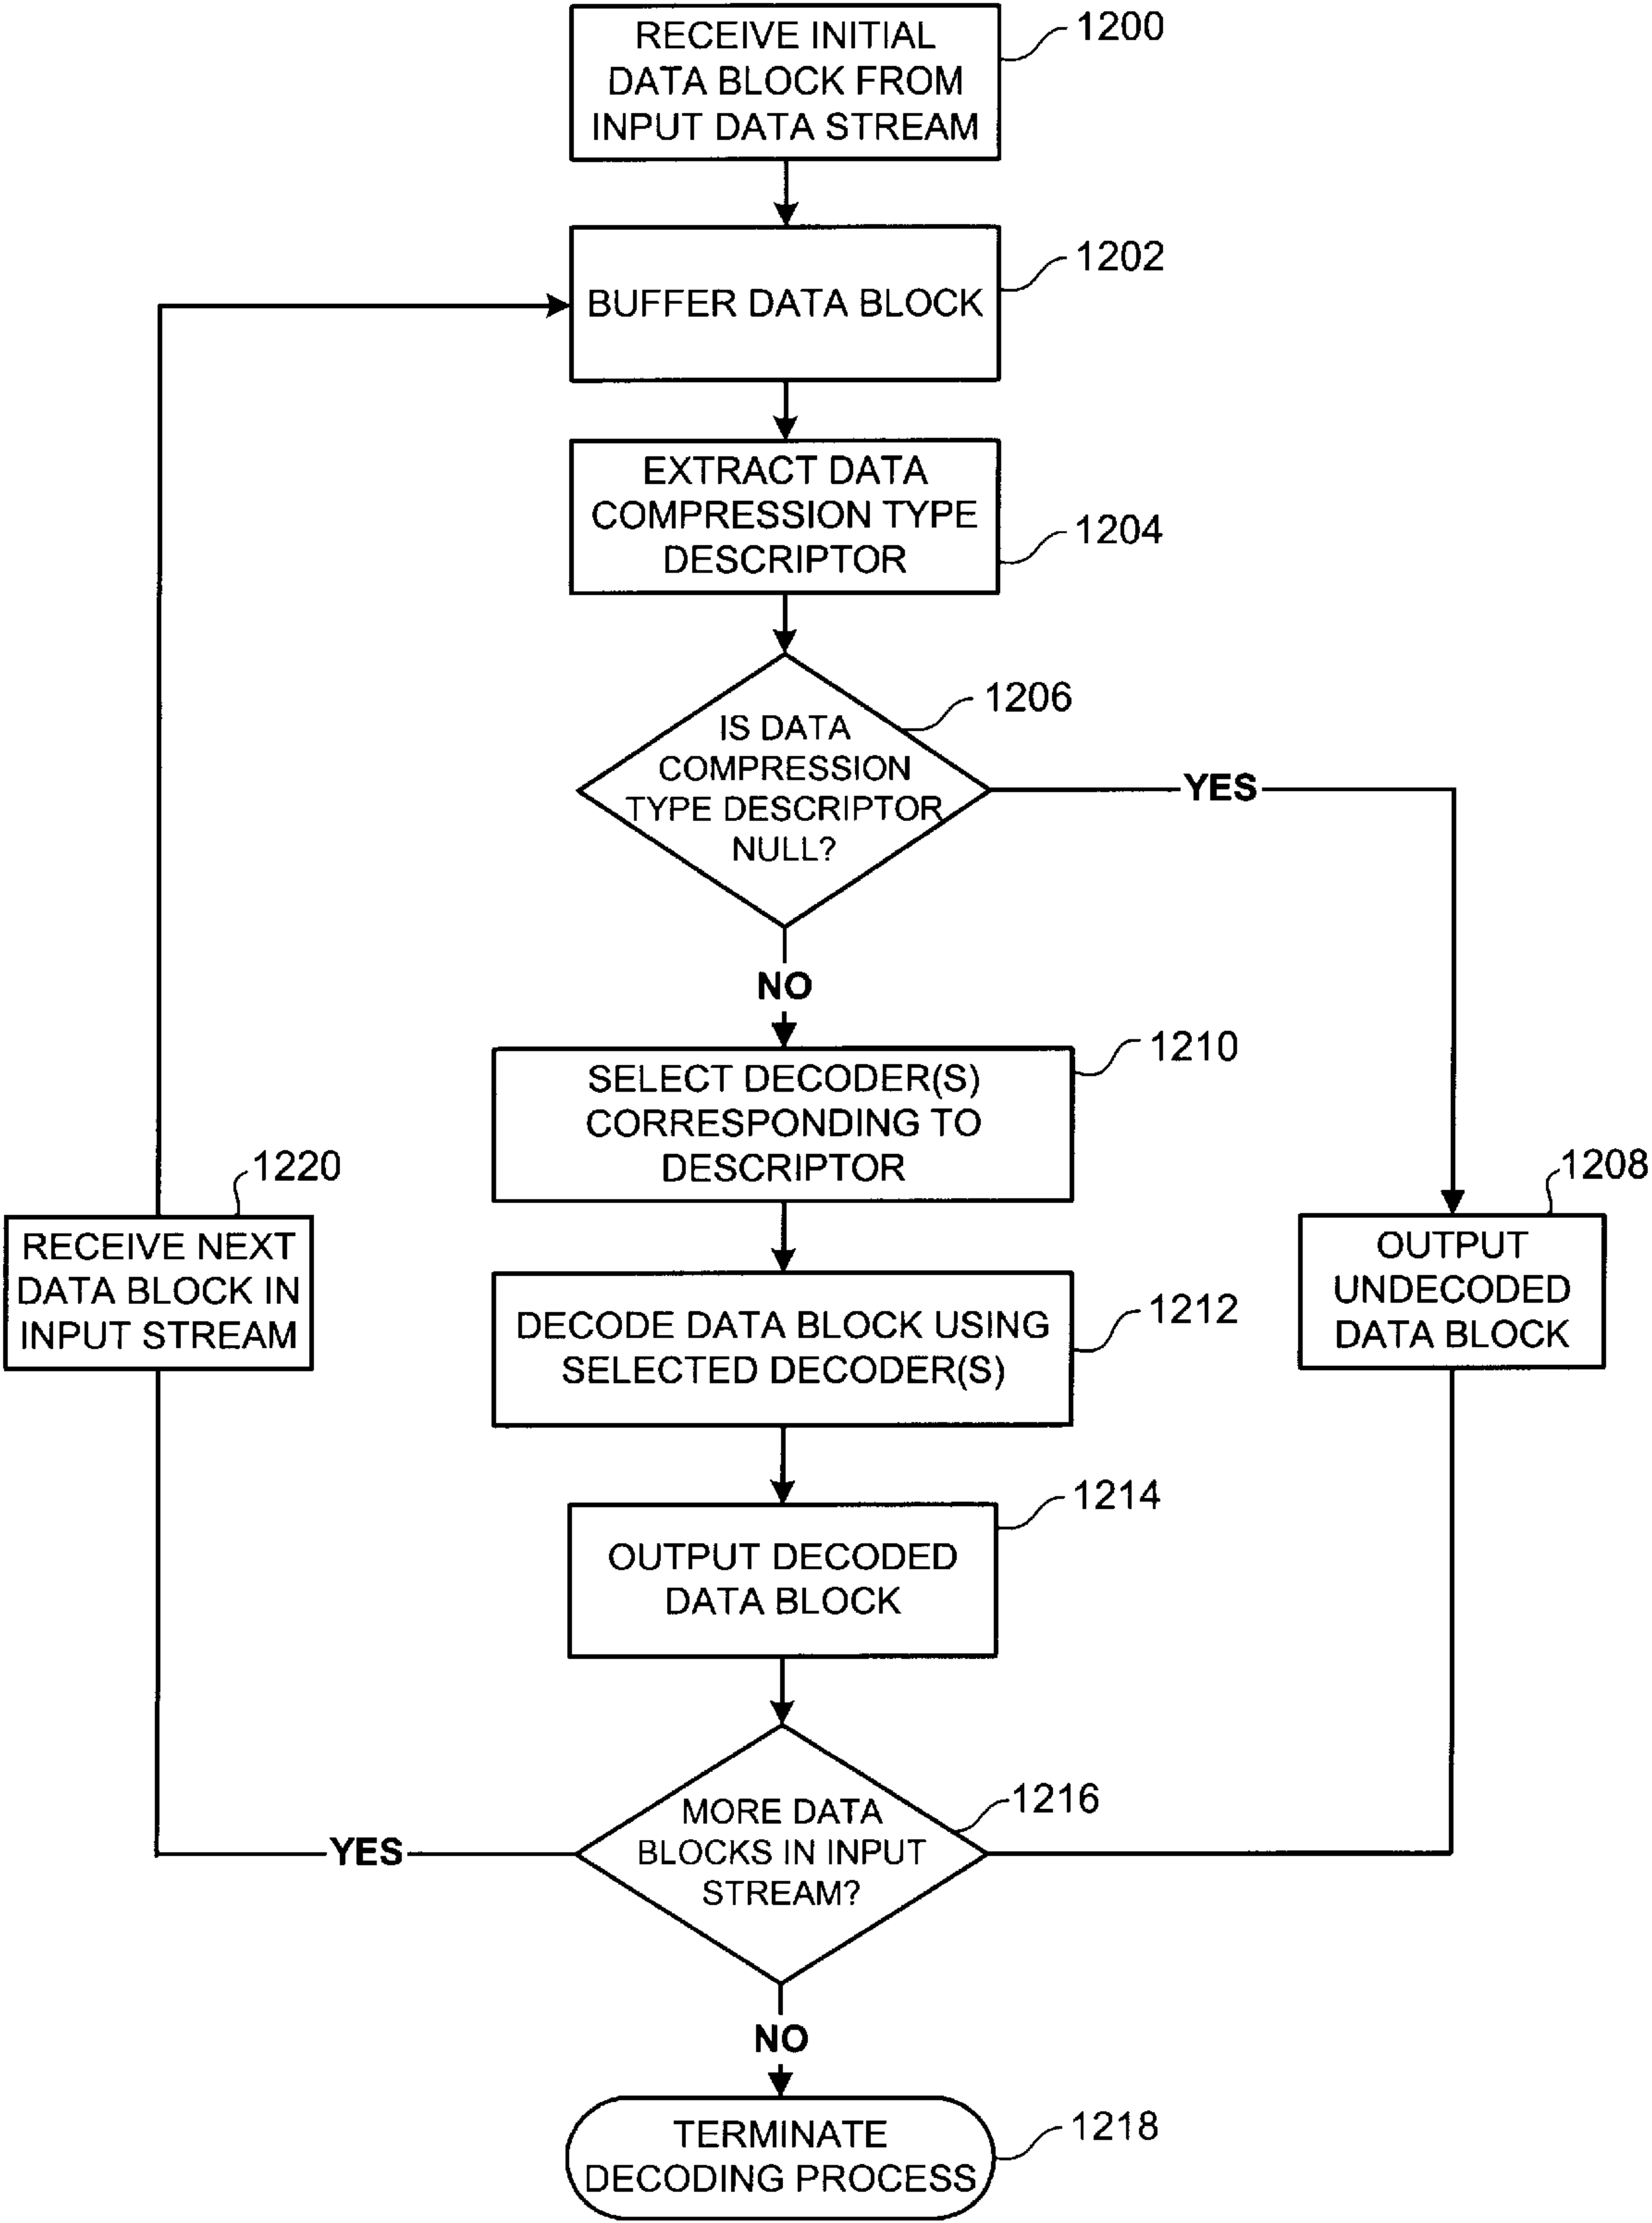 RECEIVE INITIAL
DATA BLOCK FROM
INPUT DATA STREAM
1200
BUFFER DATA BLOCK
1202
EXTRACT DATA
COMPRESSION TYPE
DESCRIPTOR
1204
IS DATA
COMPRESSION
TYPE DESCRIPTOR
NULL?
1206
YES
NO
SELECT DECODER(S)
CORRESPONDING TO
DESCRIPTOR
1210
RECEIVE NEXT
DATA BLOCK IN
INPUT STREAM
1220
OUTPUT
UNDECODED
DATA BLOCK
1208
DECODE DATA BLOCK USING
SELECTED DECODER(S)
1212
OUTPUT DECODED
DATA BLOCK
1214
MORE DATA
BLOCKS IN INPUT
STREAM?
1216
YES
NO
TERMINATE
DECODING PROCESS
1218